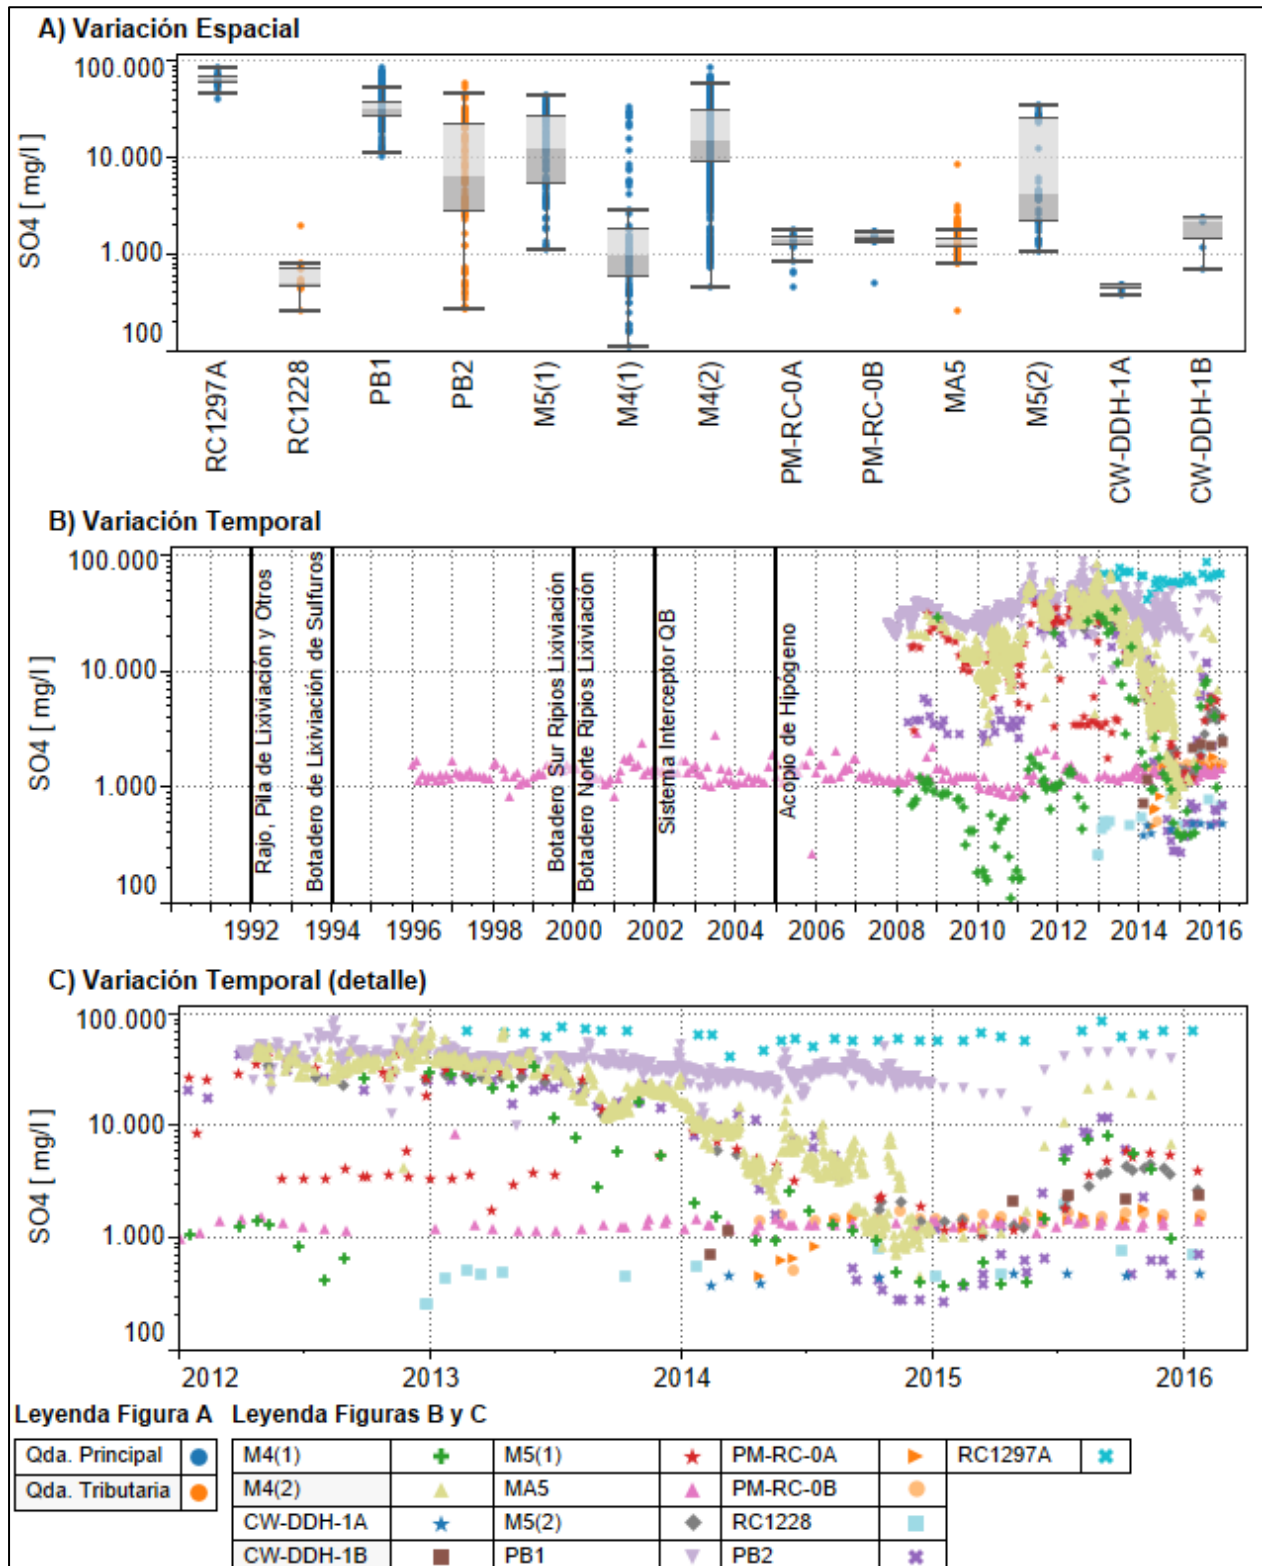 A) Variación Espacial
100.000
10.000
1.000
100
SO4 [ mg/l ]
RC1297A
RC1228
PB1
PB2
M5(1)
M4(1)
M4(2)
PM-RC-0A
PM-RC-0B
MA5
M5(2)
CW-DDH-1A
CW-DDH-1B
B) Variación Temporal
100.000
10.000
1.000
100
SO4 [ mg/l ]
Rajo, Pila de Lixiviación y Otros
Botadero de Lixiviación de Sulfuros
Botadero Sur Ripios Lixiviación
Botadero Norte Ripios Lixiviación
Sistema Interceptor QB
Acopio de Hipógeno
1992 1994 1996 1998 2000 2002 2004 2006 2008 2010 2012 2014 2016
C) Variación Temporal (detalle)
100.000
10.000
1.000
100
SO4 [ mg/l ]
2012 2013 2014 2015 2016
Leyenda Figura A Leyenda Figuras B y C
Qda. Principal M4(1) M5(1) PM-RC-0A RC1297A
Qda. Tributaria M4(2) MA5 PM-RC-0B
CW-DDH-1A M5(2) RC1228
CW-DDH-1B PB1 PB2